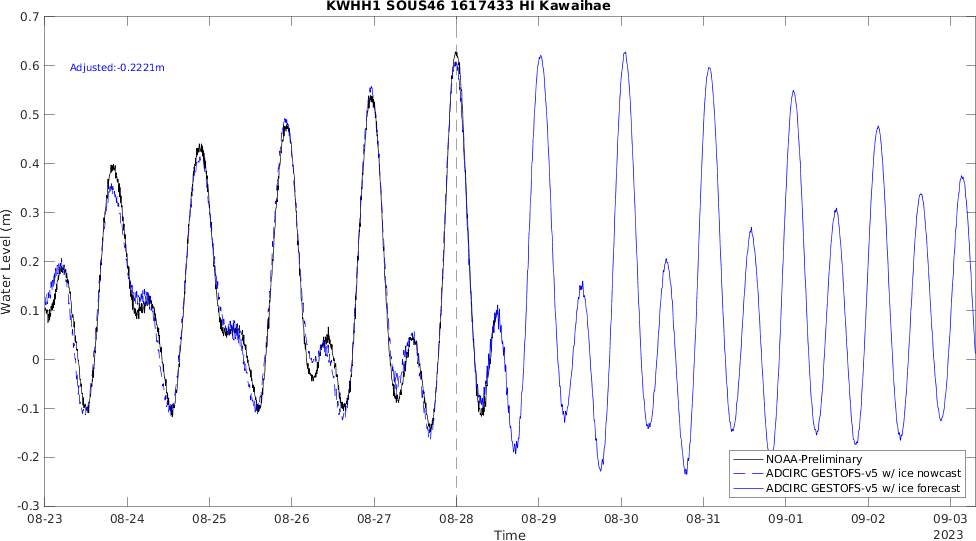 KWHH1 SOUS46 1617433 HI Kawaihae
0.7
0.6
0.5
0.4
0.3
0.2
0.1
0
-0.1
-0.2
-0.3
Water Level (m)
Adjusted:-0.2221m
NOAA-Preliminary
ADCIRC GESTOFS-v5 w/ ice nowcast
ADCIRC GESTOFS-v5 w/ ice forecast
08-23 08-24 08-25 08-26 08-27 08-28 08-29 08-30 08-31 09-01 09-02 09-03
Time 2023